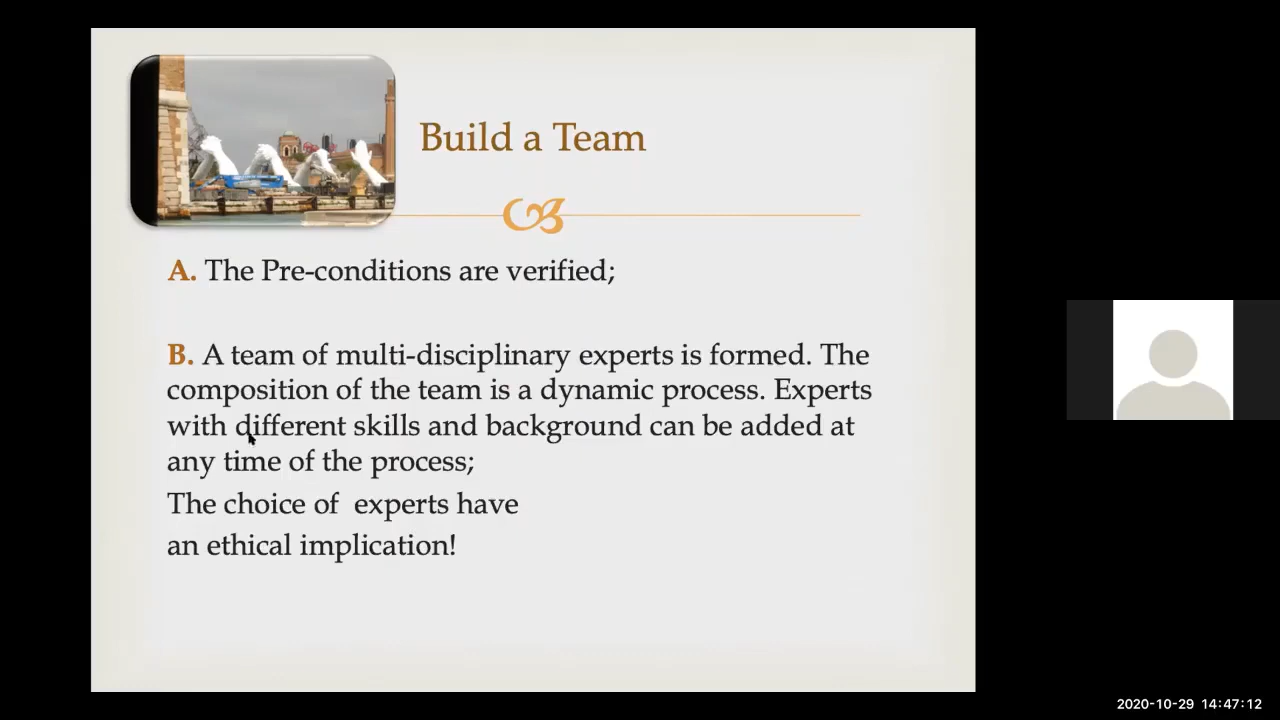 Build a Team
A. The Pre-conditions are verified;
B. A team of multi-disciplinary experts is formed. The
composition of the team is a dynamic process. Experts
with different skills and background can be added at
any time of the process;
The choice of  experts have
an ethical implication!
2020-10-29 14:47:12